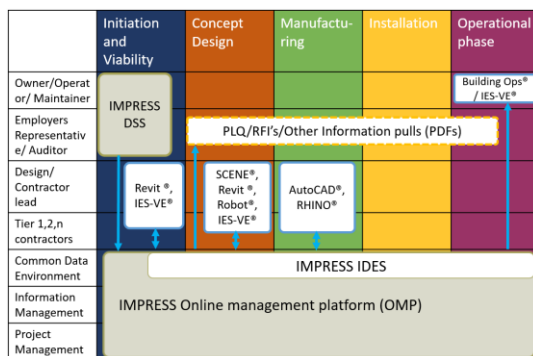 Initiation
and
Viability
Concept
Design
Manufactu-
ring
Installation
Operational
phase
Owner/Operat
or/ Maintainer
IMPRESS
DSS
Building Ops®
/ IES-VE®
Employers
Representativ
e/ Auditor
PLQ/RFI's/Other Information pulls (PDFs)
Design/
Contractor
lead
Revit ®,
IES-VE®
SCENE®,
Revit ®,
Robot®,
IES-VE®
AutoCAD®,
RHINO®
Tier 1,2,n
contractors
Common Data
Environment
IMPRESS IDES
Information
Management
IMPRESS Online management platform (OMP)
Project
Management